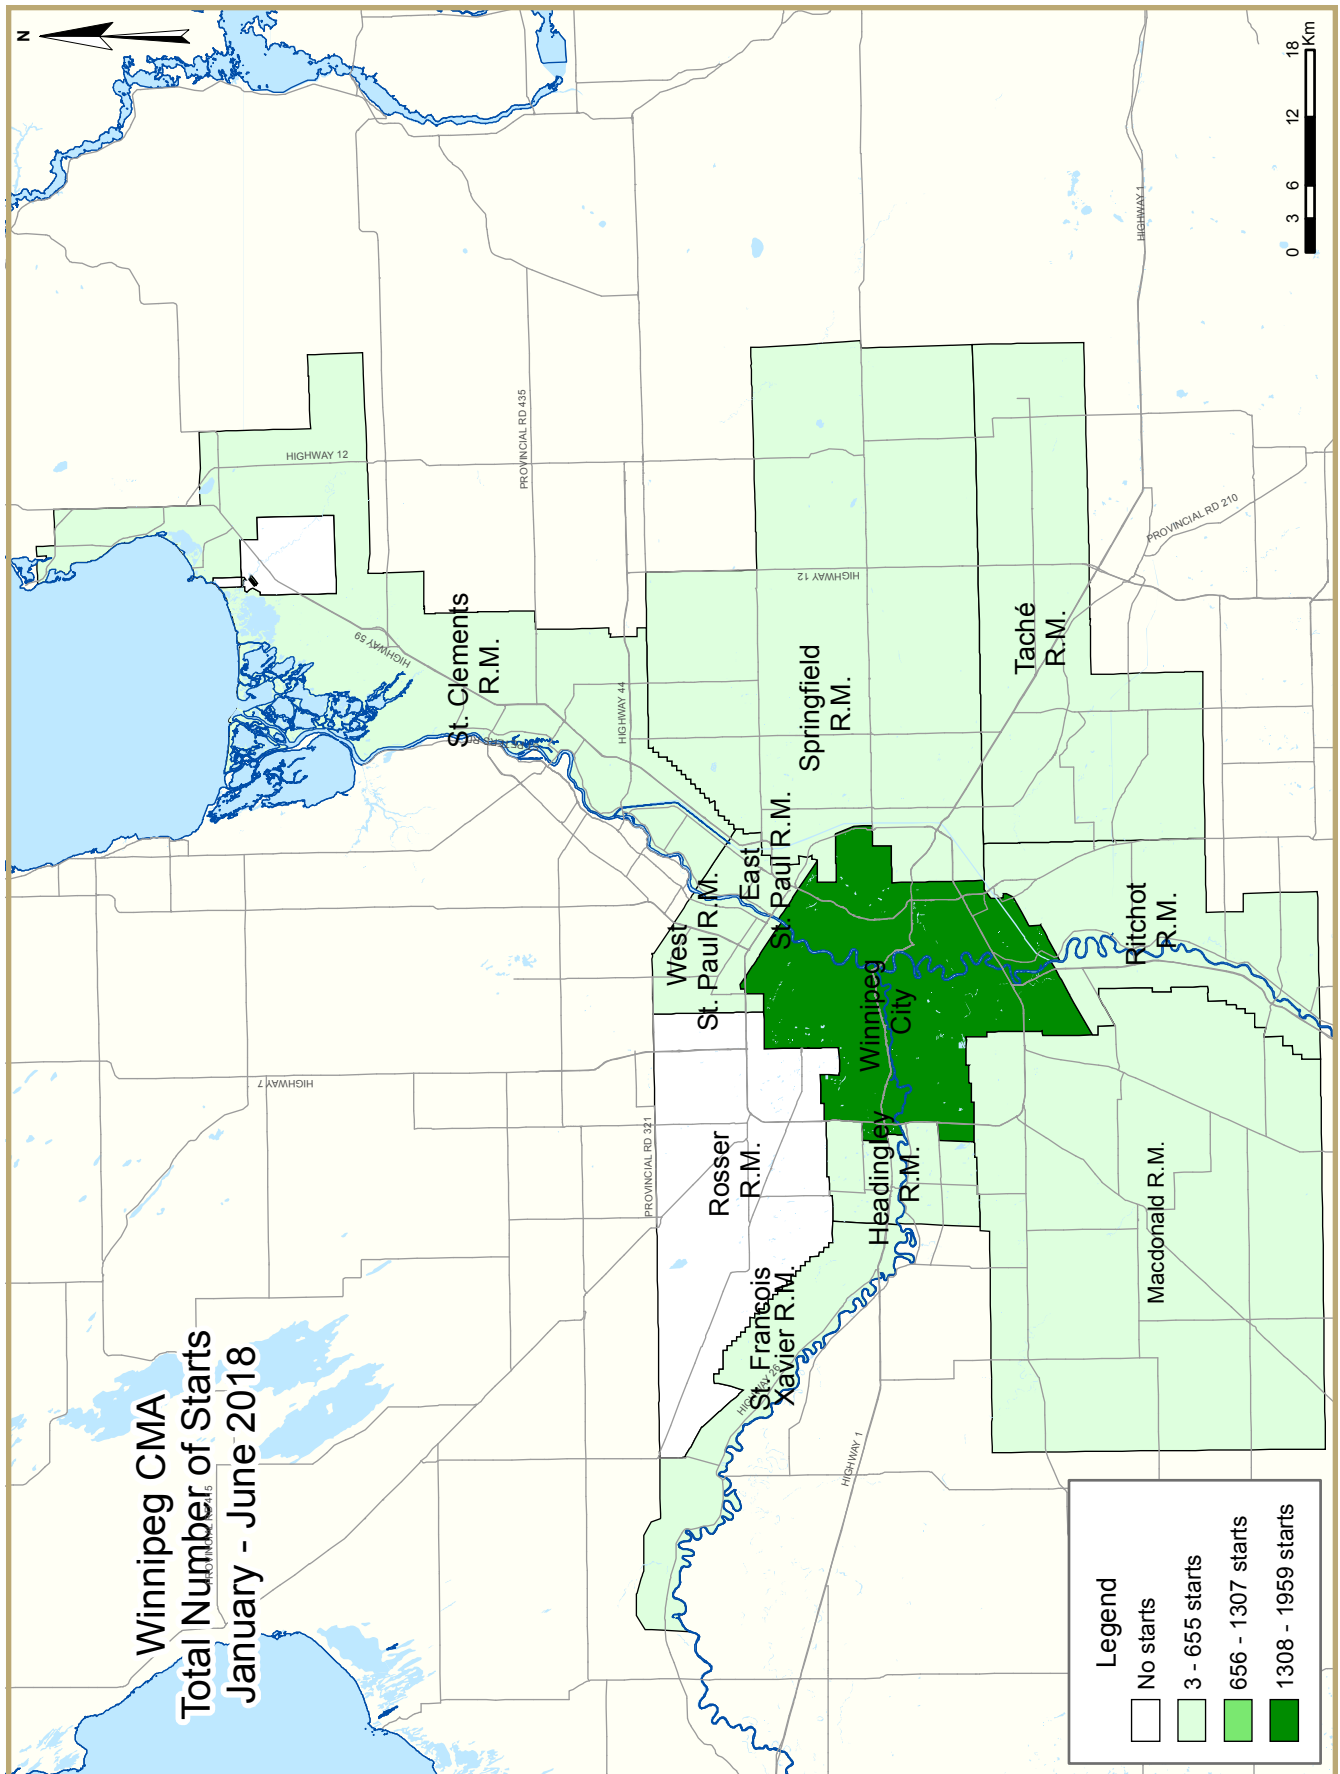 Winnipeg CMA
Total Number of Starts
January - June 2018
N
PROVINCIAL RD 415
HIGHWAY 7
PROVINCIAL RD 321
HIGHWAY 59
HIGHWAY 12
PROVINCIAL RD 435
St. Clements
R.M.
HIGHWAY 44
West
St. Paul R.M.
East
St. Paul R.M.
Rosser
R.M.
St. Francois
Xavier R.M.
HIGHWAY 26
Springfield
R.M.
HIGHWAY 12
Winnipeg
City
Headingley
R.M.
HIGHWAY 1
Taché
R.M.
Ritchot
R.M.
Macdonald R.M.
PROVINCIAL RD 210
HIGHWAY 1
Legend
No starts
3 - 655 starts
656 - 1307 starts
1308 - 1959 starts
0 3 6 12 18
Km